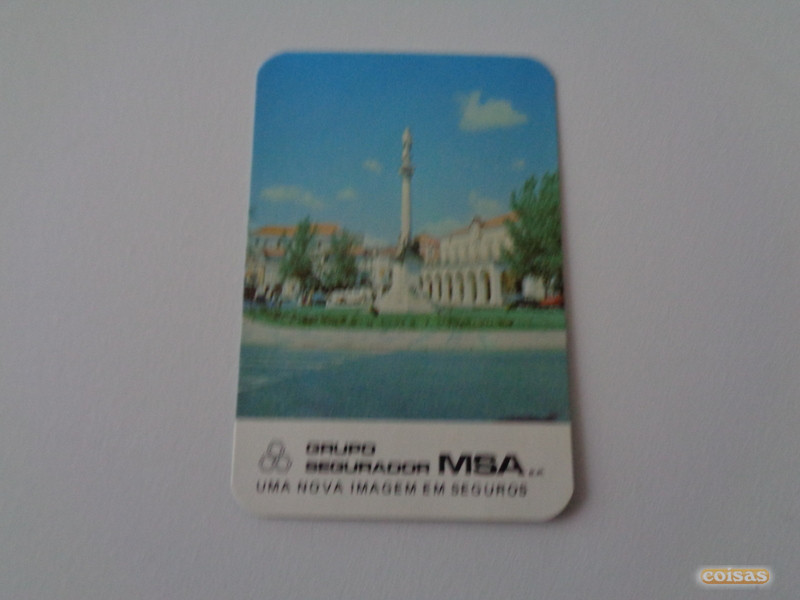 GRUPO
SEGURADOR MSA
UMA NOVA IMAGEM EM SEGUROS
coisas